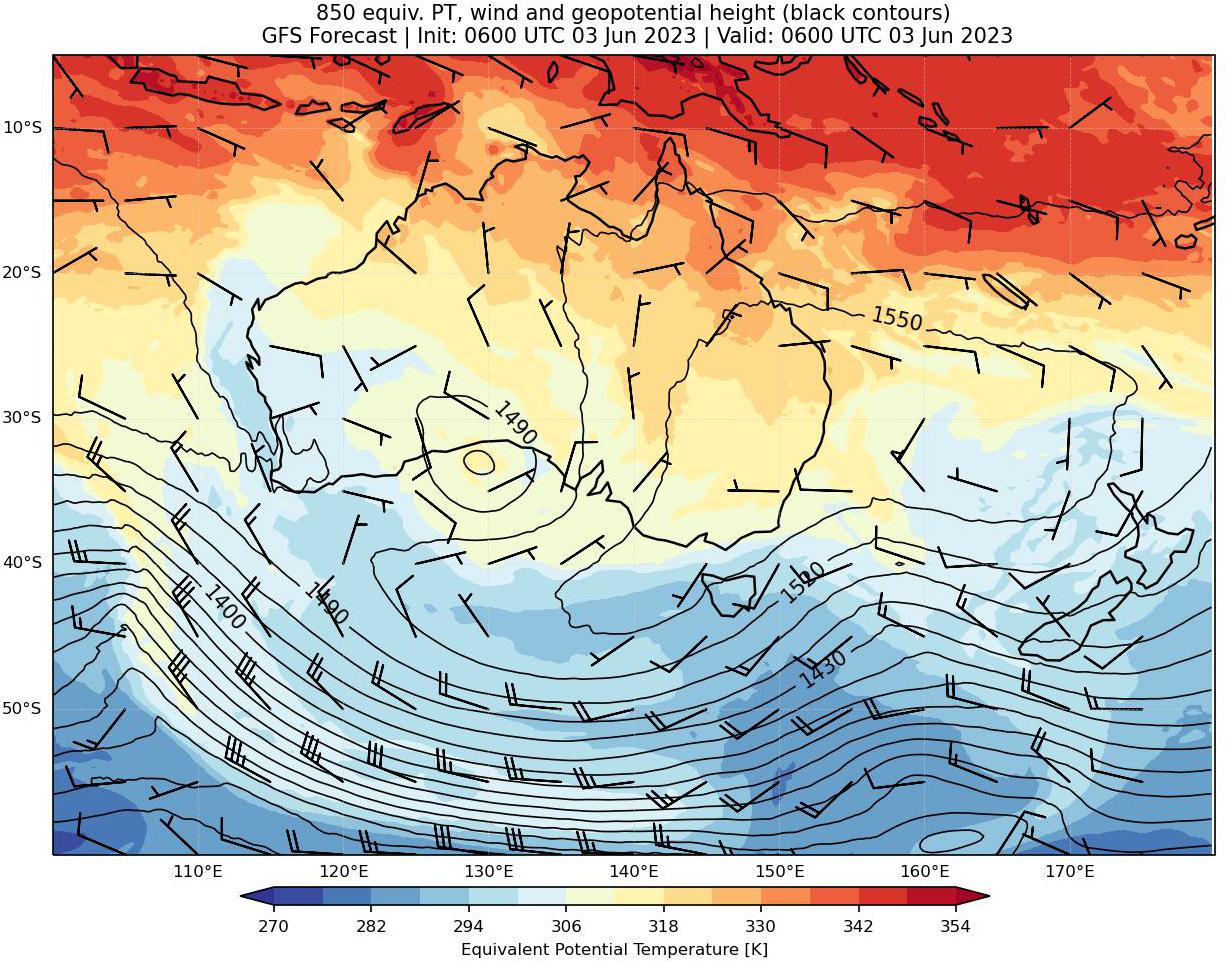 850 equiv. PT, wind and geopotential height (black contours)
GFS Forecast | Init: 0600 UTC 03 Jun 2023 | Valid: 0600 UTC 03 Jun 2023
10°S
20°S
1550
30°S
1490
40°S
1400
1490
1520
1430
50°S
110°E 120°E 130°E 140°E 150°E 160°E 170°E
270 282 294 306 318 330 342 354
Equivalent Potential Temperature [K]